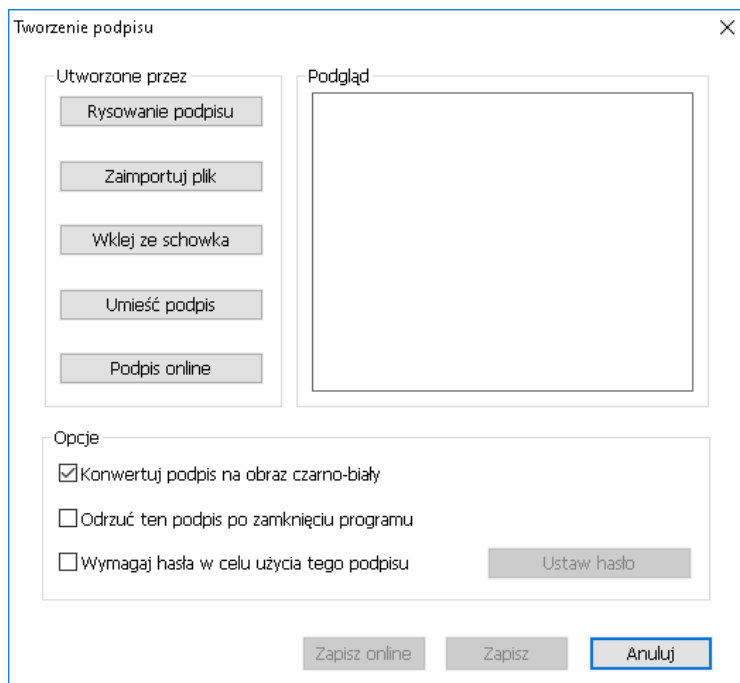 Tworzenie podpisu
Utworzone przez
Rysowanie podpisu
Zaimportuj plik
Wklej ze schowka
Umieść podpis
Podpis online
Podgląd
Opcje
Konwertuj podpis na obraz czarno-biały
Odrzuć ten podpis po zamknięciu programu
Wymagaj hasła w celu użycia tego podpisu
Ustaw hasło
Zapisz online
Zapisz
Anuluj